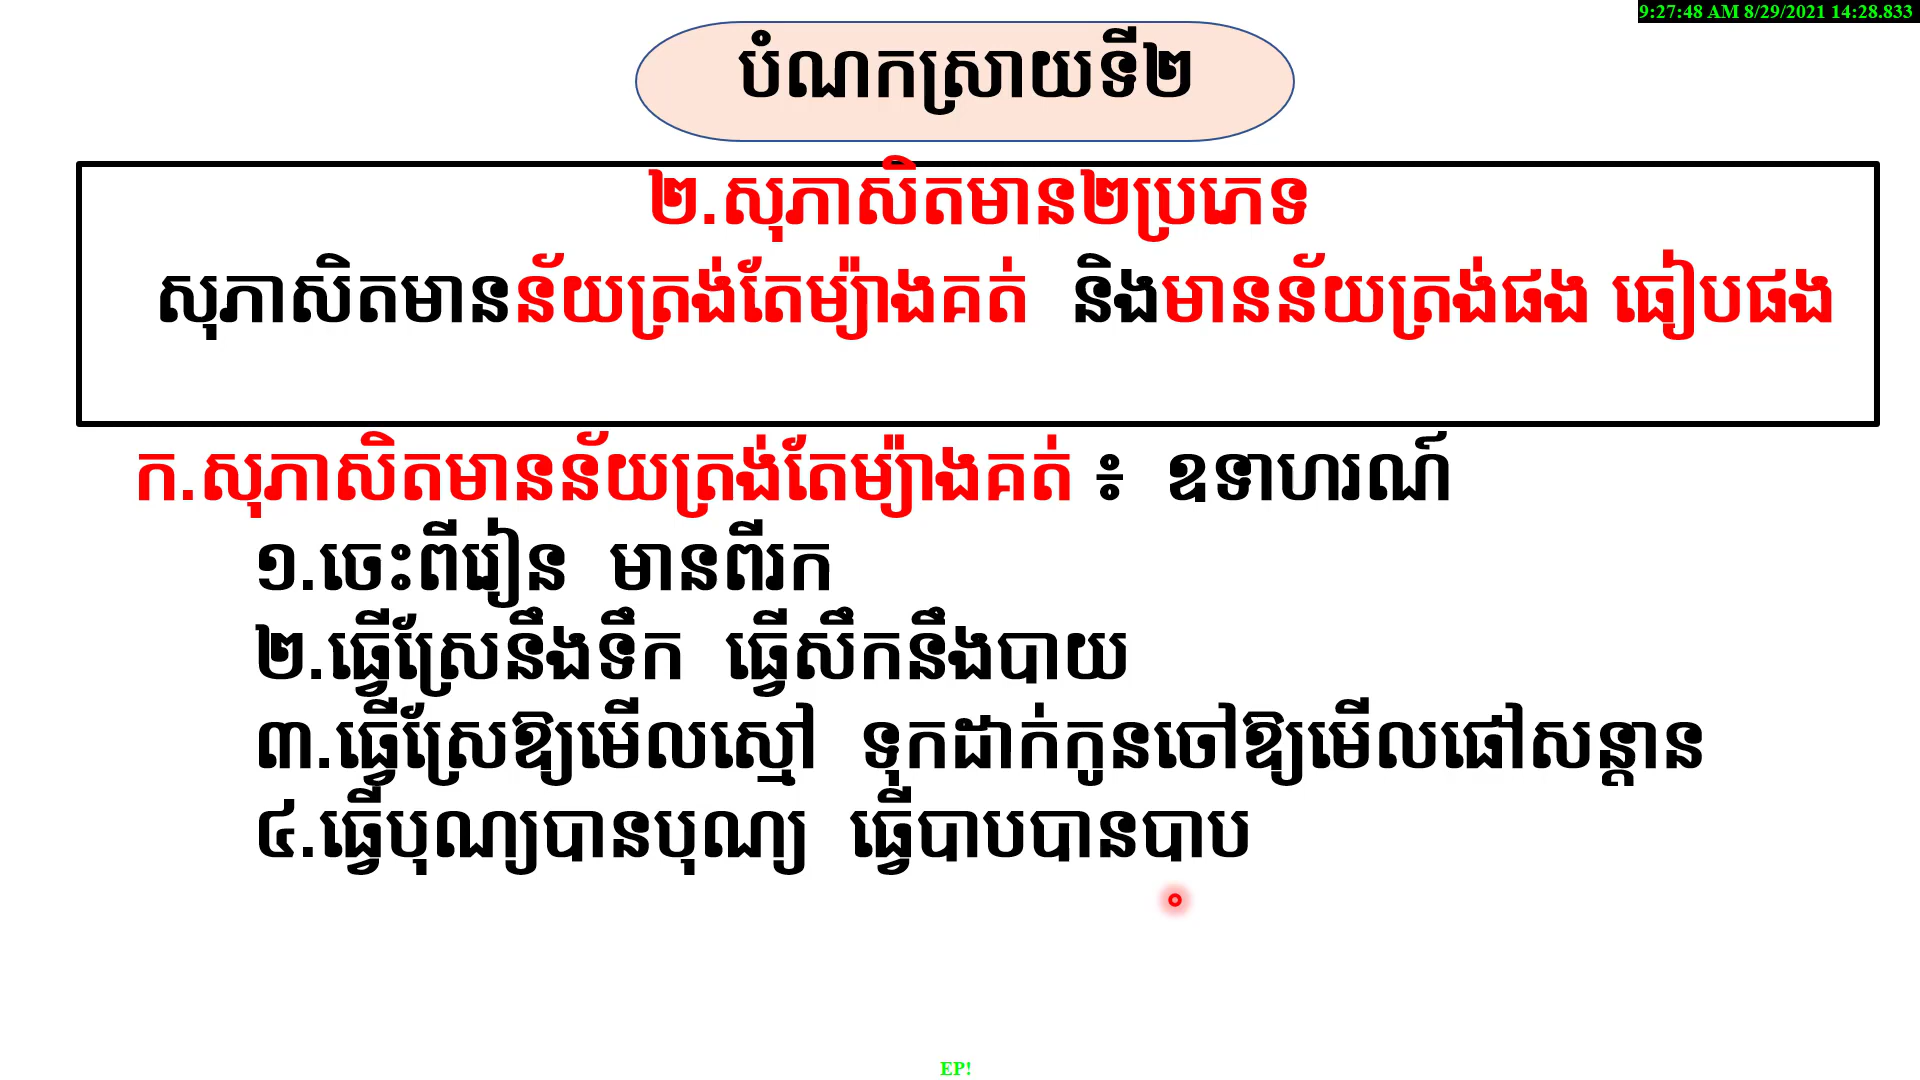 9:27:48 AM 8/29/2021 14:28.833
បំណកស្រាយទី២
២.សុភាសិតមាន២ប្រភេទ
សុភាសិតមានន័យត្រង់តែម្យ៉ាងគត់ និងមានន័យត្រង់ផង ធៀបផង
ក.សុភាសិតមានន័យត្រង់តែម្យ៉ាងគត់ ៖ ឧទាហរណ៍
១.ចេះពីរៀន មានពីរក
២.ធ្វើស្រែនឹងទឹក ធ្វើសឹកនឹងបាយ
៣.ធ្វើស្រែឱ្យមើលស្មៅ ទុកដាក់កូនចៅឱ្យមើលផៅសន្ដាន
៤.ធ្វើបុណ្យបានបុណ្យ ធ្វើបាបបានបាប
EP!